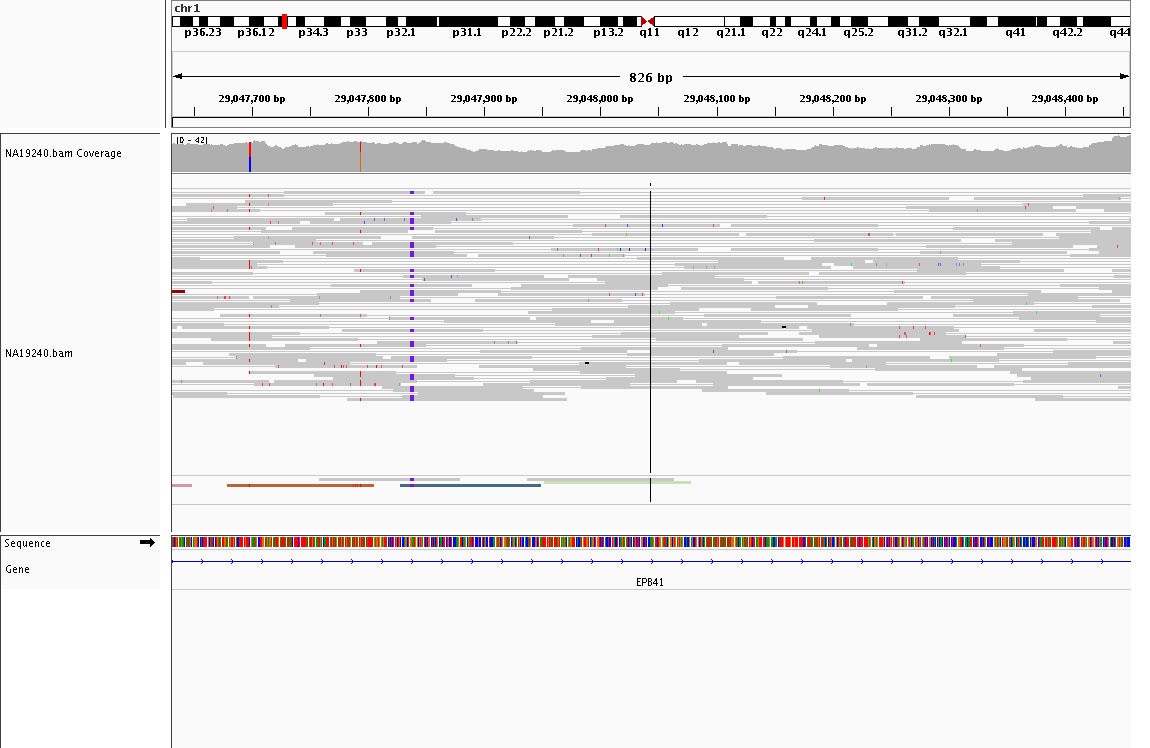 chr1
p36.23 p36.12 p34.3 p33 p32.1 p31.1 p22.2 p21.2 p13.2 q11 q12 q21.1 q22 q24.1 q25.2 q31.2 q32.1 q41 q42.2 q44
826 bp
29,047,700 bp 29,047,800 bp 29,047,900 bp 29,048,000 bp 29,048,100 bp 29,048,200 bp 29,048,300 bp 29,048,400 bp
[0 - 42]
NA19240.bam Coverage
NA19240.bam
Sequence
Gene
EPB41